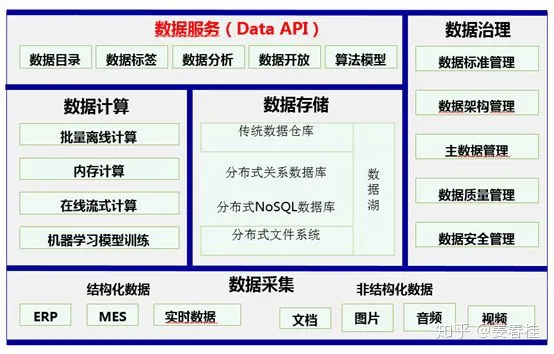 数据服务(Data API)
数据目录 数据标签 数据分析 数据开放 算法模型
数据计算
批量离线计算
内存计算
在线流式计算
机器学习模型训练
数据存储
传统数据仓库
分布式关系数据库
分布式NoSQL数据库
分布式文件系统
数据湖
数据治理
数据标准管理
数据架构管理
主数据管理
数据质量管理
数据安全管理
数据采集
结构化数据
ERP MES 实时数据
非结构化数据
文档 图片 音频 视频
知乎 @姜春桂